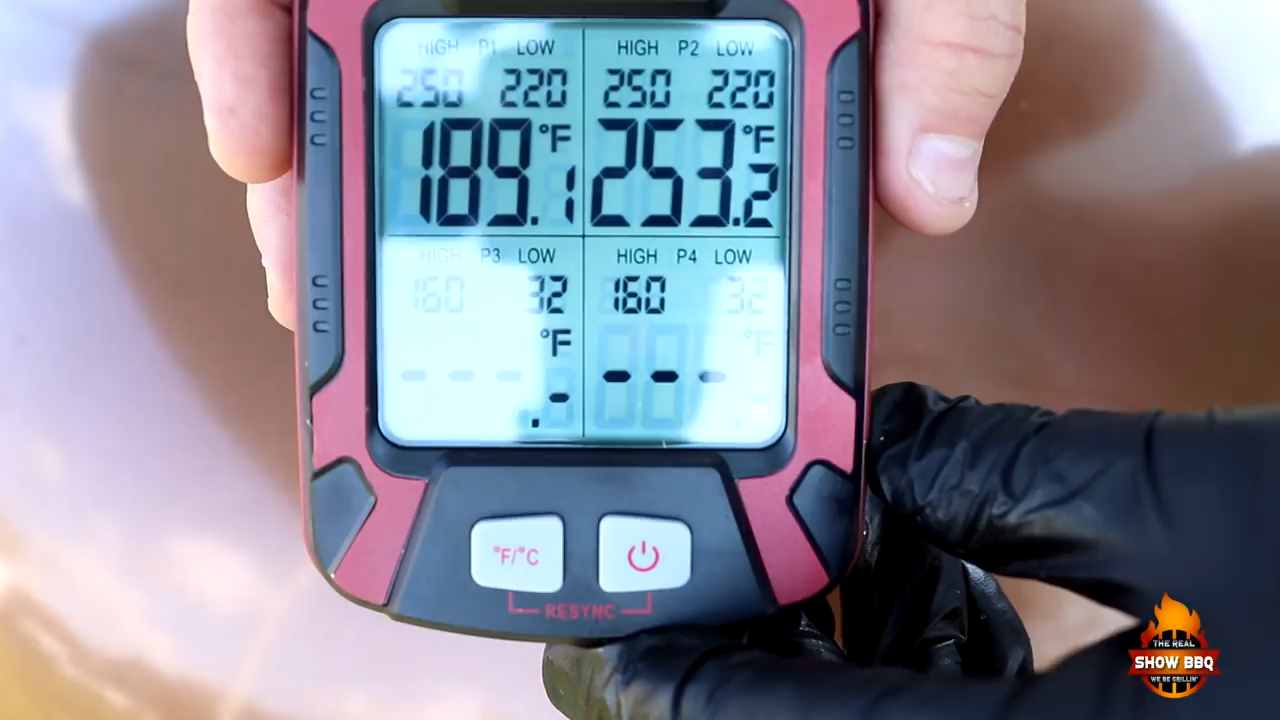 HIGH P1 LOW
250 220
189.1 °F
HIGH P2 LOW
250 220
253.2 °F
HIGH P3 LOW
160 32
°F
- - - . -
HIGH P4 LOW
160 32
°F
- - - . -
°F/°C
RESYNC
THE REAL
SHOW BBQ
WE BE GRILLIN'